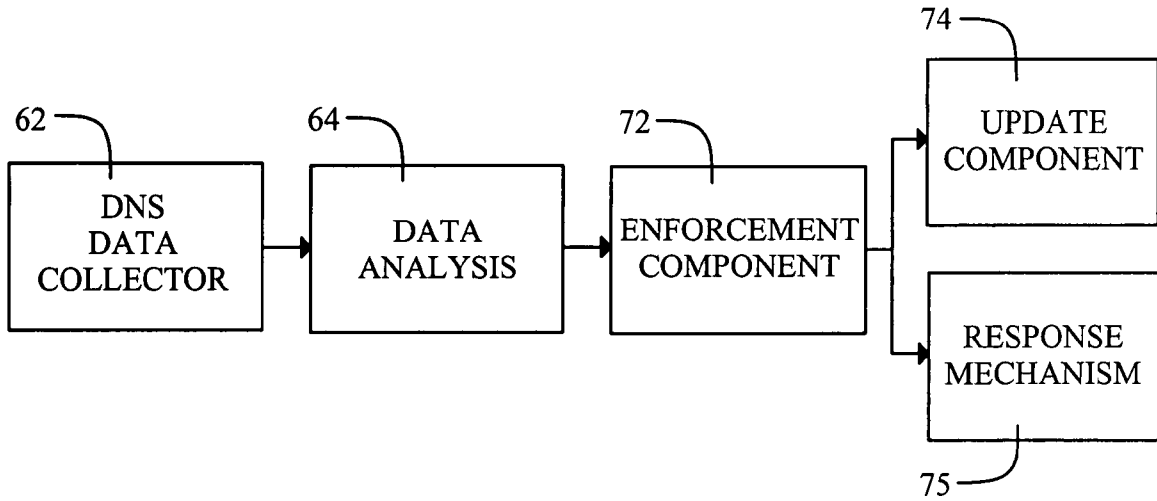 74
UPDATE
COMPONENT
62
DNS
DATA
COLLECTOR
64
DATA
ANALYSIS
72
ENFORCEMENT
COMPONENT
RESPONSE
MECHANISM
75